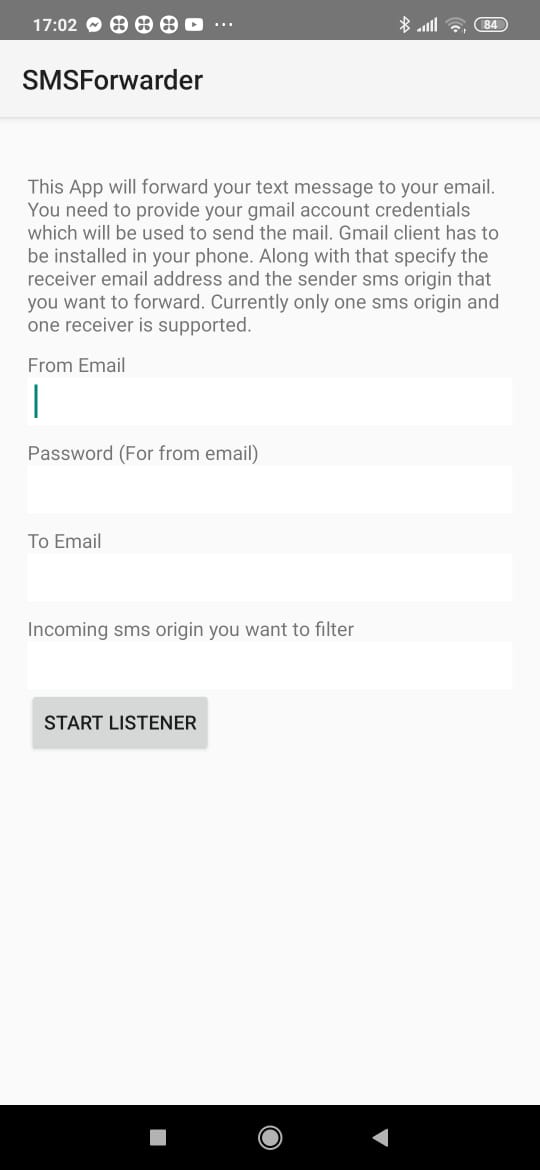 17:02 ... 84
SMSForwarder
This App will forward your text message to your email.
You need to provide your gmail account credentials
which will be used to send the mail. Gmail client has to
be installed in your phone. Along with that specify the
receiver email address and the sender sms origin that
you want to forward. Currently only one sms origin and
one receiver is supported.
From Email
Password (For from email)
To Email
Incoming sms origin you want to filter
START LISTENER